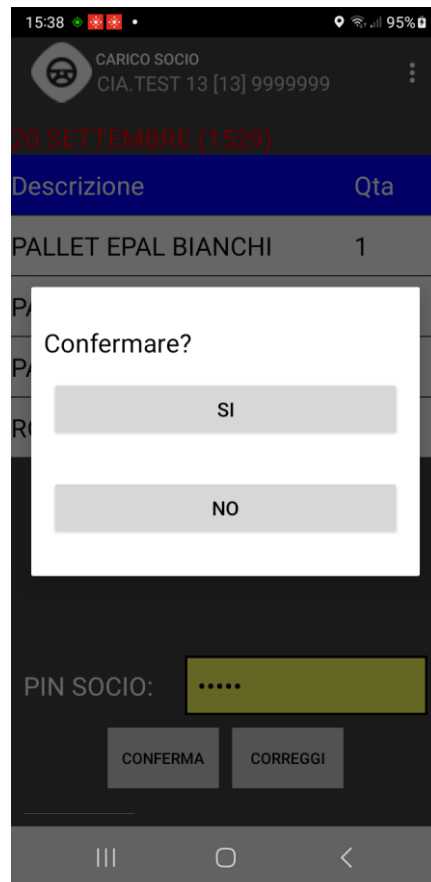 15:38
95%
CARICO SOCIO
CIA.TEST 13 [13] 9999999
20 SETTEMBRE (1529)
Descrizione Qta
PALLET EPAL BIANCHI 1
Confermare?
SI
NO
PIN SOCIO: •••••
CONFERMA CORREGGI